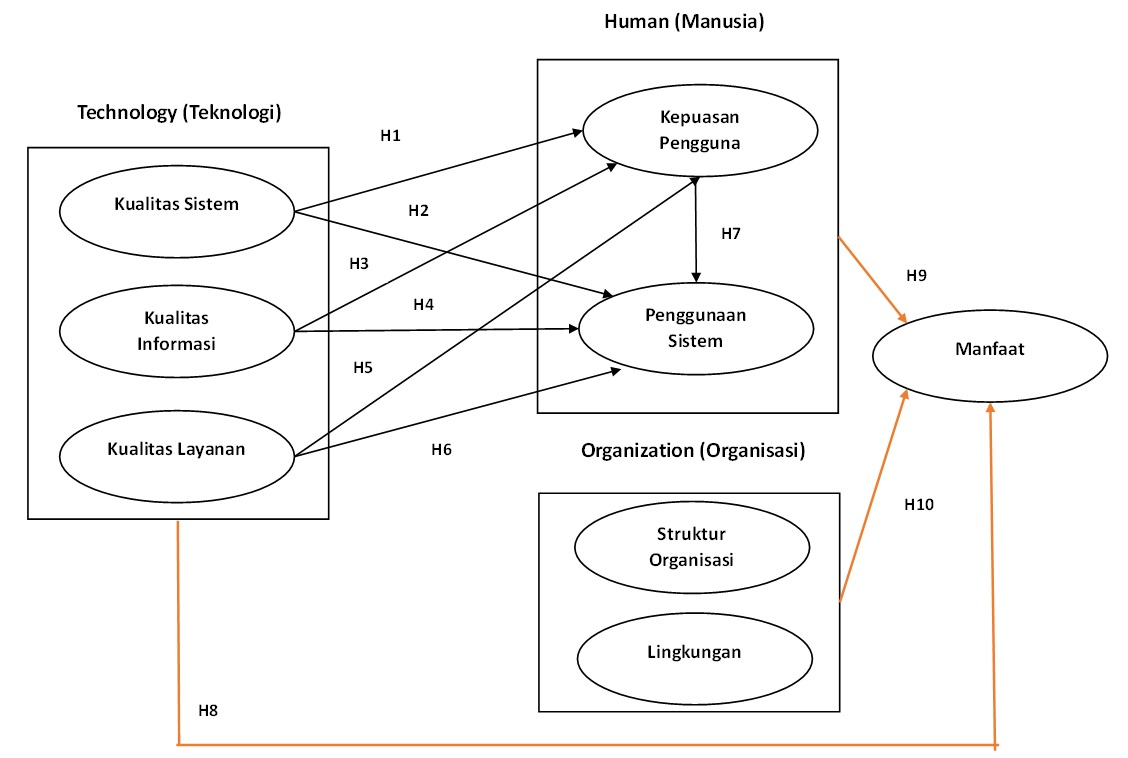 Human (Manusia)
Technology (Teknologi)
Kepuasan
Pengguna
H1
Kualitas Sistem
H2
H7
H3
H9
H4
Kualitas
Informasi
Penggunaan
Sistem
Manfaat
H5
Kualitas Layanan
H6
Organization (Organisasi)
H10
Struktur
Organisasi
Lingkungan
H8